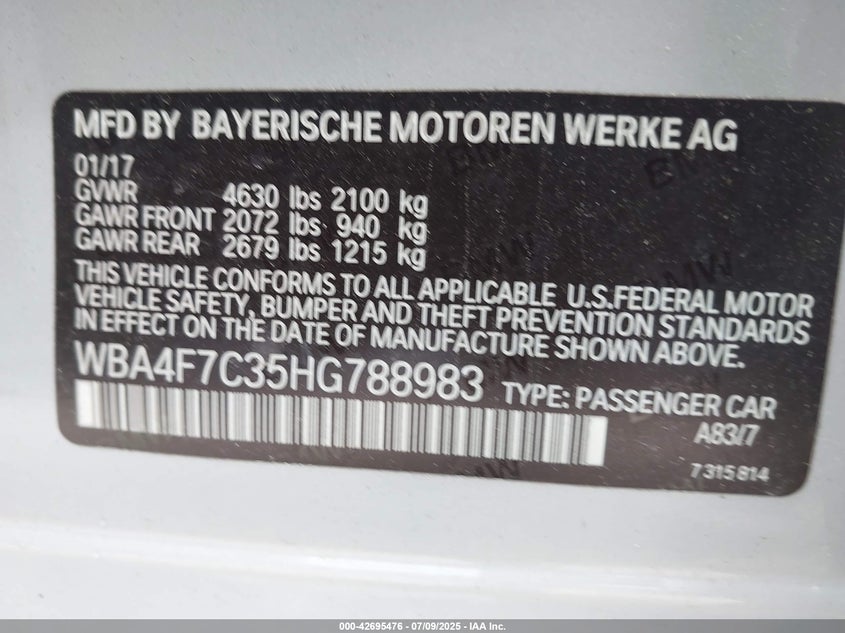 MFD BY BAYERISCHE MOTOREN WERKE AG
01/17
GVWR 4630 lbs 2100 kg
GAWR FRONT 2072 lbs 940 kg
GAWR REAR 2679 lbs 1215 kg
THIS VEHICLE CONFORMS TO ALL APPLICABLE U.S.FEDERAL MOTOR
VEHICLE SAFETY, BUMPER AND THEFT PREVENTION STANDARDS
IN EFFECT ON THE DATE OF MANUFACTURE SHOWN ABOVE.
WBA4F7C35HG788983 TYPE: PASSENGER CAR
A83/7
7315814
000-42695476 - 07/09/2025 - IAA Inc.